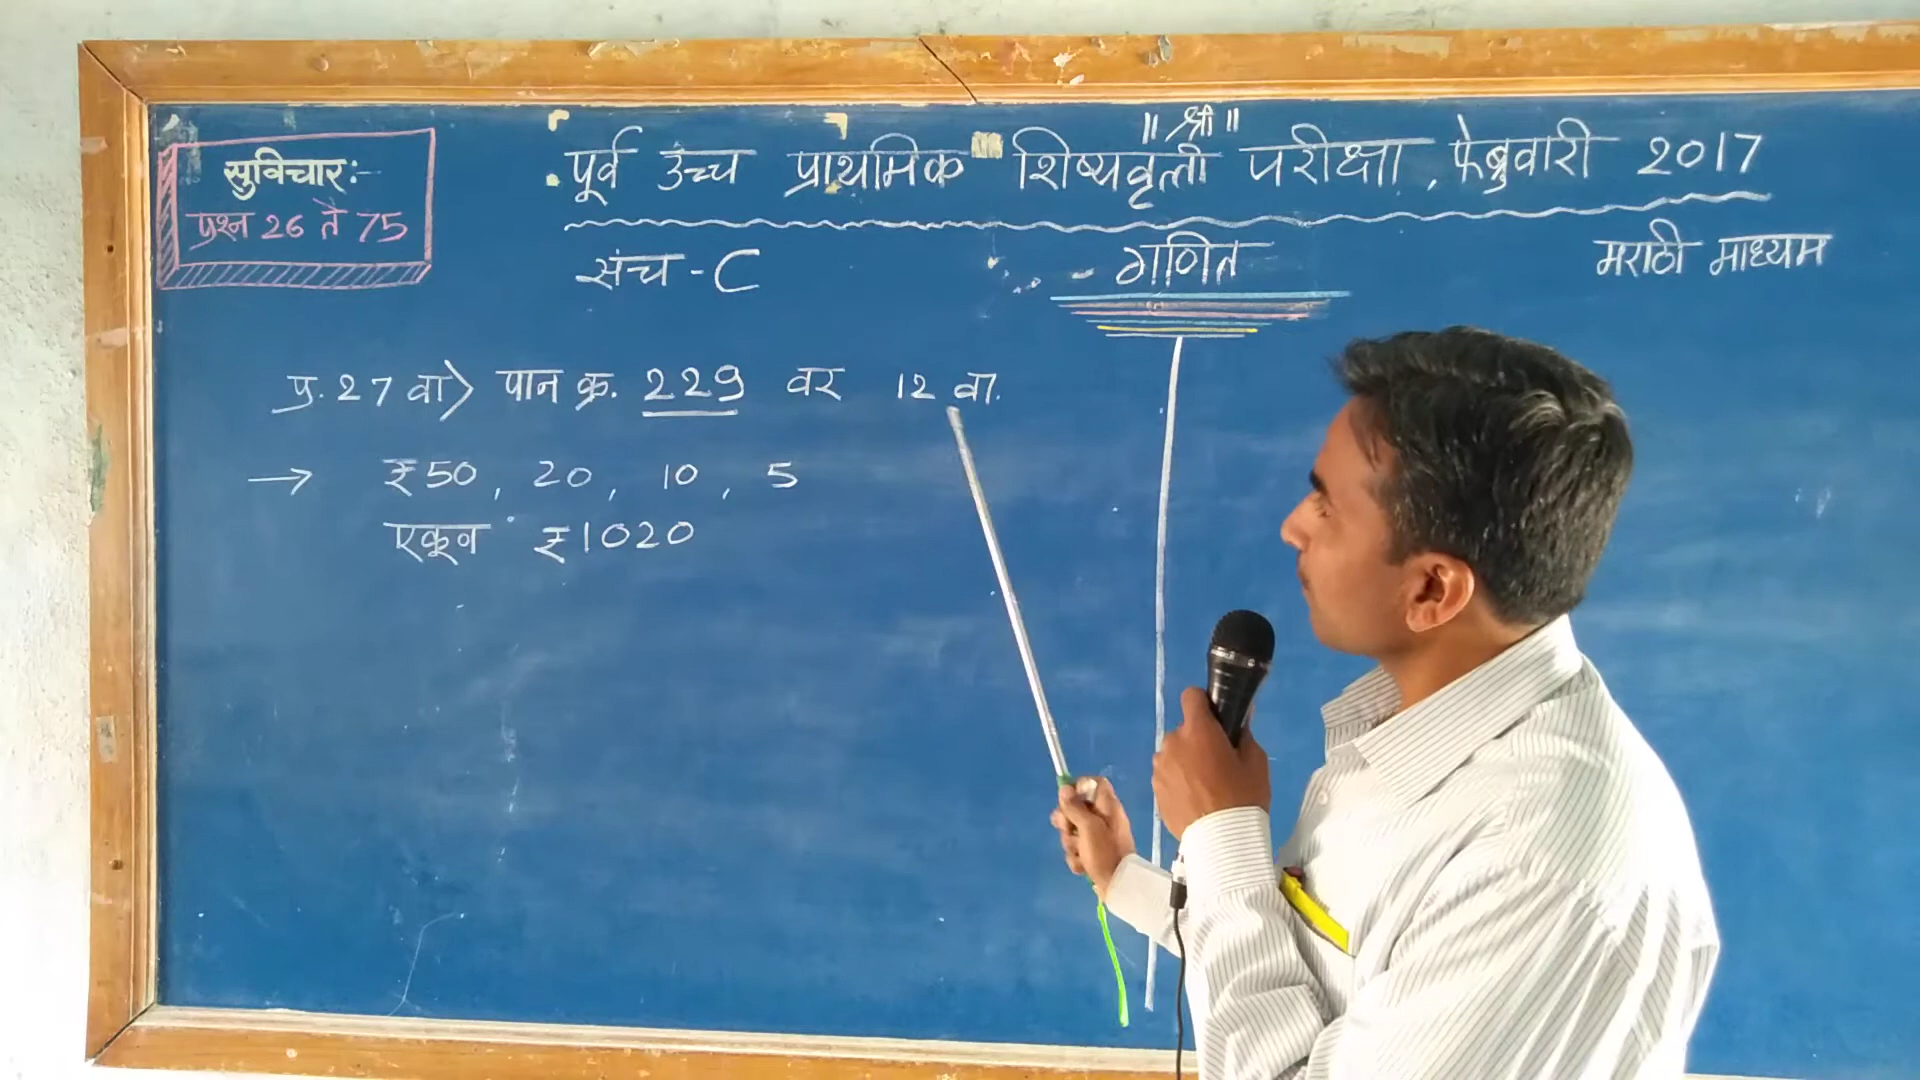 ॥ श्री ॥
पूर्व उच्च प्राथमिक शिष्यवृत्ती परीक्षा, फेब्रुवारी 2017
सुविचार:-
प्रश्न 26 ते 75
संच - C
गणित
मराठी माध्यम
प्र. 27 वा> पान क्र. 229 वर 12 वा.
→ ₹50, 20, 10, 5
एकूण ₹1020